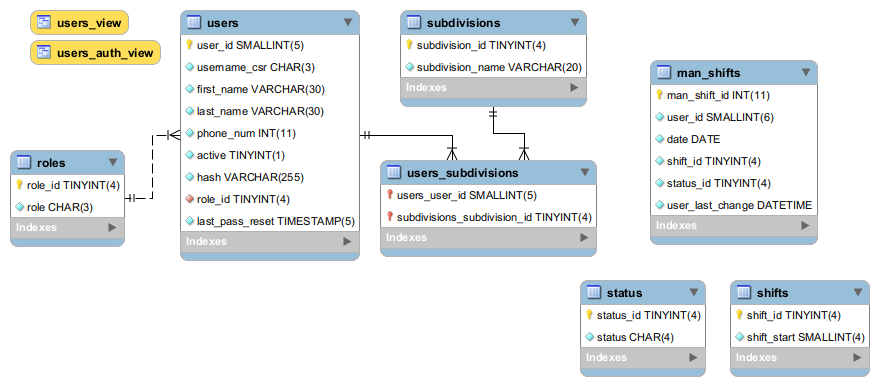 users_view
users_auth_view
users
user_id SMALLINT(5)
username_csr CHAR(3)
first_name VARCHAR(30)
last_name VARCHAR(30)
phone_num INT(11)
active TINYINT(1)
hash VARCHAR(255)
role_id TINYINT(4)
last_pass_reset TIMESTAMP(5)
Indexes
subdivisions
subdivision_id TINYINT(4)
subdivision_name VARCHAR(20)
Indexes
man_shifts
man_shift_id INT(11)
user_id SMALLINT(6)
date DATE
shift_id TINYINT(4)
status_id TINYINT(4)
user_last_change DATETIME
Indexes
roles
role_id TINYINT(4)
role CHAR(3)
Indexes
users_subdivisions
users_user_id SMALLINT(5)
subdivisions_subdivision_id TINYINT(4)
Indexes
status
status_id TINYINT(4)
status CHAR(4)
Indexes
shifts
shift_id TINYINT(4)
shift_start SMALLINT(4)
Indexes